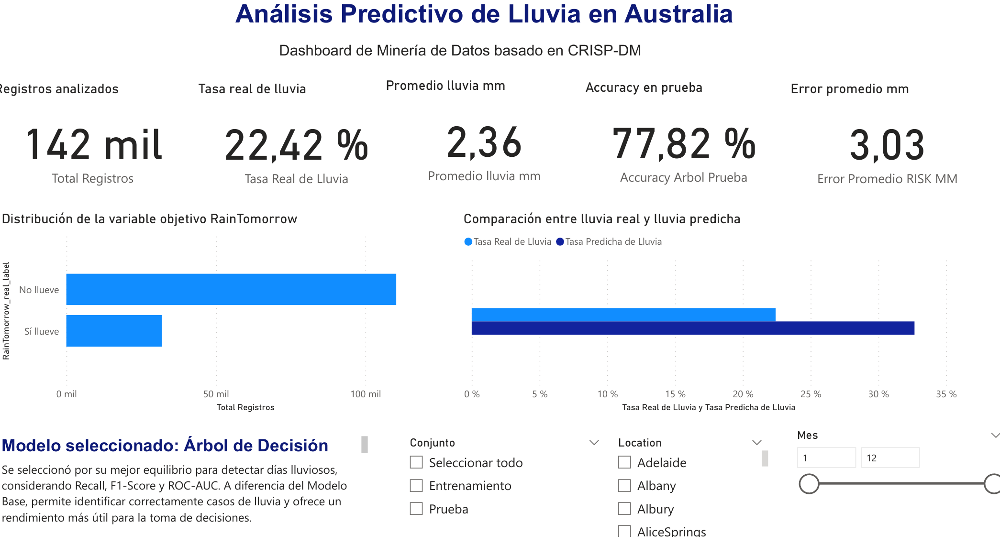 Análisis Predictivo de Lluvia en Australia
Dashboard de Minería de Datos basado en CRISP-DM
Registros analizados
142 mil
Total Registros
Tasa real de lluvia
22,42 %
Tasa Real de Lluvia
Promedio lluvia mm
2,36
Promedio lluvia mm
Accuracy en prueba
77,82 %
Accuracy Arbol Prueba
Error promedio mm
3,03
Error Promedio RISK MM
Distribución de la variable objetivo RainTomorrow
RainTomorrow_real_label
No llueve
Sí llueve
0 mil
50 mil
100 mil
Total Registros
Comparación entre lluvia real y lluvia predicha
Tasa Real de Lluvia
Tasa Predicha de Lluvia
0 %
5 %
10 %
15 %
20 %
25 %
30 %
35 %
Tasa Real de Lluvia y Tasa Predicha de Lluvia
Modelo seleccionado: Árbol de Decisión
Se seleccionó por su mejor equilibrio para detectar días lluviosos,
considerando Recall, F1-Score y ROC-AUC. A diferencia del Modelo
Base, permite identificar correctamente casos de lluvia y ofrece un
rendimiento más útil para la toma de decisiones.
Conjunto
Seleccionar todo
Entrenamiento
Prueba
Location
Adelaide
Albany
Albury
AliceSprings
Mes
1
12